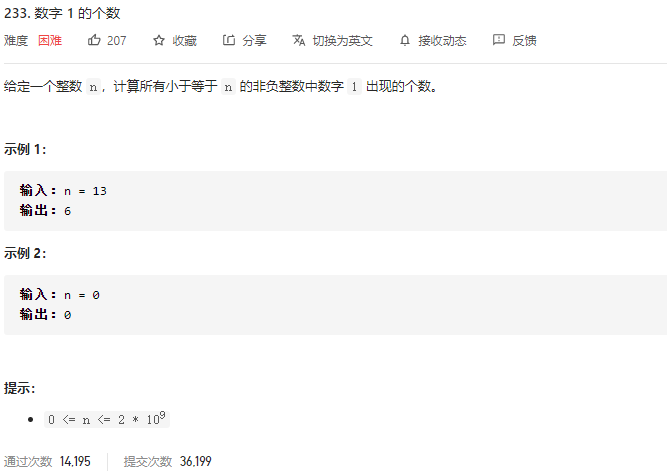 233. 数字 1 的个数
难度 困难 207 收藏 分享 切换为英文 接收动态 反馈
给定一个整数 n，计算所有小于等于 n 的非负整数中数字 1 出现的个数。
示例 1：
输入：n = 13
输出：6
示例 2：
输入：n = 0
输出：0
提示：
• 0 <= n <= 2 * 10⁹
通过次数 14,195 提交次数 36,199